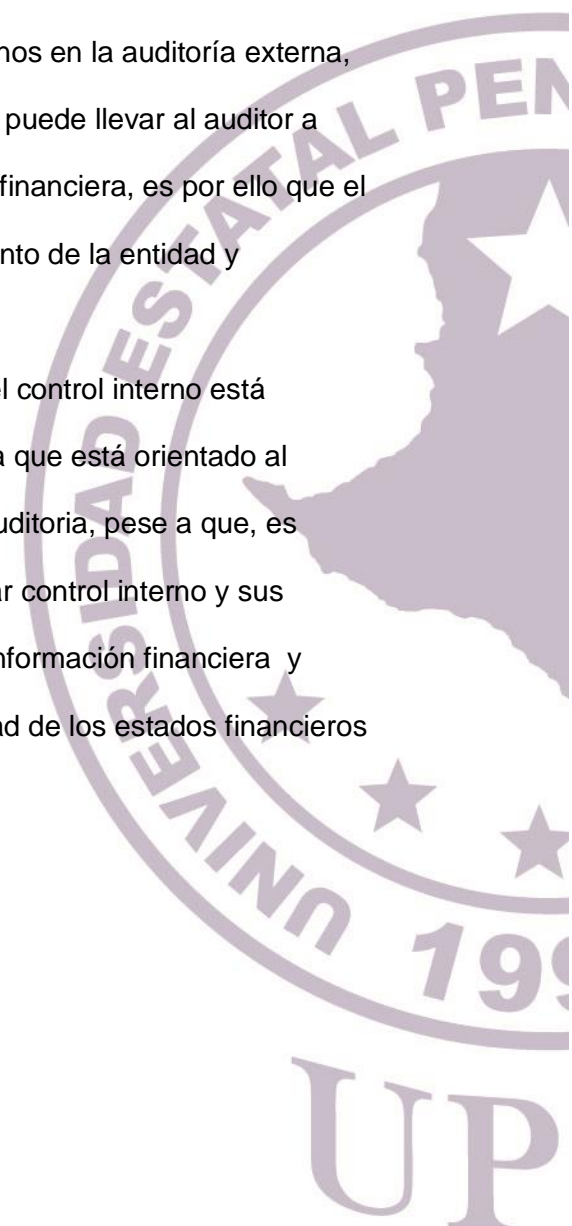 nos en la auditoría externa,
puede llevar al auditor a
financiera, es por ello que el
nto de la entidad y
el control interno está
a que está orientado al
uditoria, pese a que, es
ar control interno y sus
nformación financiera y
ad de los estados financieros
UNIVERSIDAD ESTATAL PEN
199
UP